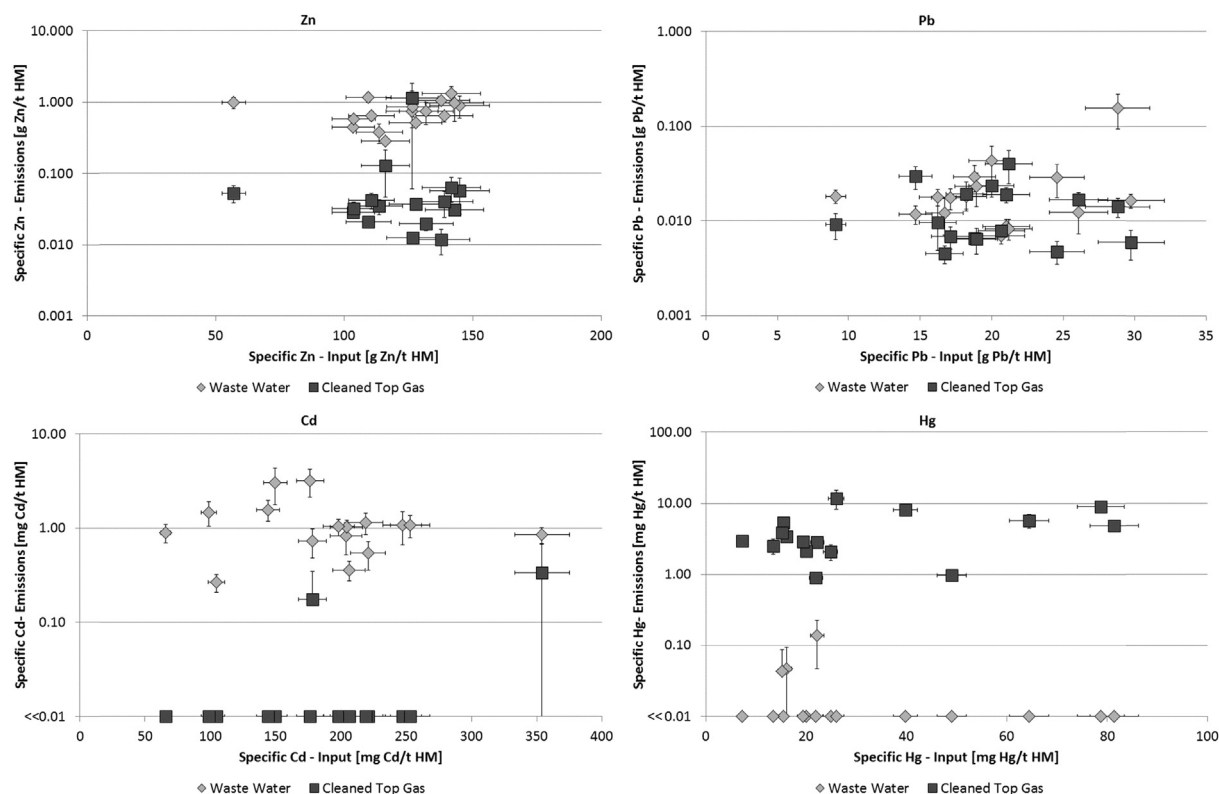 Zn
Specific Zn - Emissions [g Zn/t HM]
10.000
1.000
0.100
0.010
0.001
0
50
100
150
200
Specific Zn - Input [g Zn/t HM]
Waste Water
Cleaned Top Gas
Pb
Specific Pb - Emissions [g Pb/t HM]
1.000
0.100
0.010
0.001
0
5
10
15
20
25
30
35
Specific Pb - Input [g Pb/t HM]
Waste Water
Cleaned Top Gas
Cd
Specific Cd- Emissions [mg Cd/t HM]
10.00
1.00
0.10
<<0.01
0
50
100
150
200
250
300
350
400
Specific Cd - Input [mg Cd/t HM]
Waste Water
Cleaned Top Gas
Hg
Specific Hg- Emissions [mg Hg/t HM]
100.00
10.00
1.00
0.10
<<0.01
0
20
40
60
80
100
Specific Hg - Input [mg Hg/t HM]
Waste Water
Cleaned Top Gas